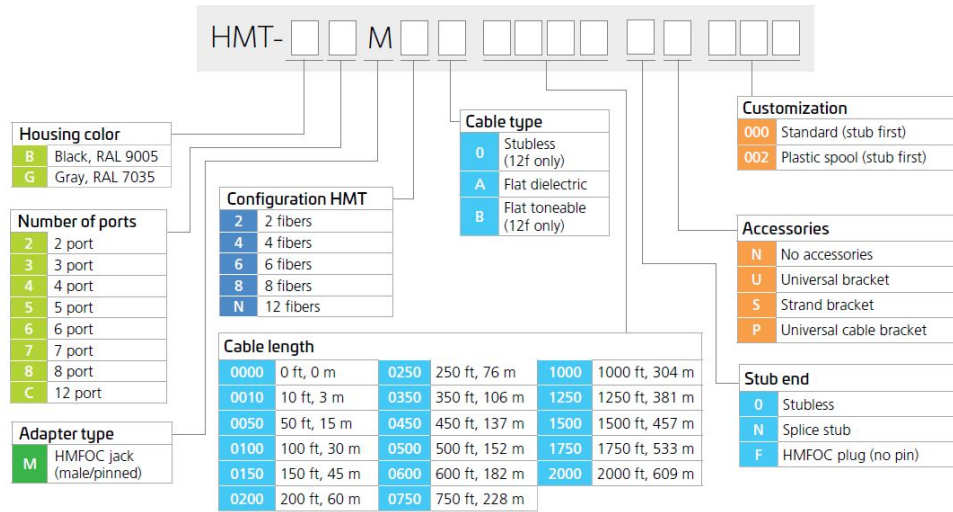 HMT- M
Housing color
B Black, RAL 9005
G Gray, RAL 7035
Number of ports
2 2 port
3 3 port
4 4 port
5 5 port
6 6 port
7 7 port
8 8 port
C 12 port
Adapter type
M HMFOC jack
(male/pinned)
Configuration HMT
2 2 fibers
4 4 fibers
6 6 fibers
8 8 fibers
N 12 fibers
Cable type
0 Stubless
(12f only)
A Flat dielectric
B Flat toneable
(12f only)
Cable length
0000 0 ft, 0 m 0250 250 ft, 76 m 1000 1000 ft, 304 m
0010 10 ft, 3 m 0350 350 ft, 106 m 1250 1250 ft, 381 m
0050 50 ft, 15 m 0450 450 ft, 137 m 1500 1500 ft, 457 m
0100 100 ft, 30 m 0500 500 ft, 152 m 1750 1750 ft, 533 m
0150 150 ft, 45 m 0600 600 ft, 182 m 2000 2000 ft, 609 m
0200 200 ft, 60 m 0750 750 ft, 228 m
Customization
000 Standard (stub first)
002 Plastic spool (stub first)
Accessories
N No accessories
U Universal bracket
S Strand bracket
P Universal cable bracket
Stub end
0 Stubless
N Splice stub
F HMFOC plug (no pin)